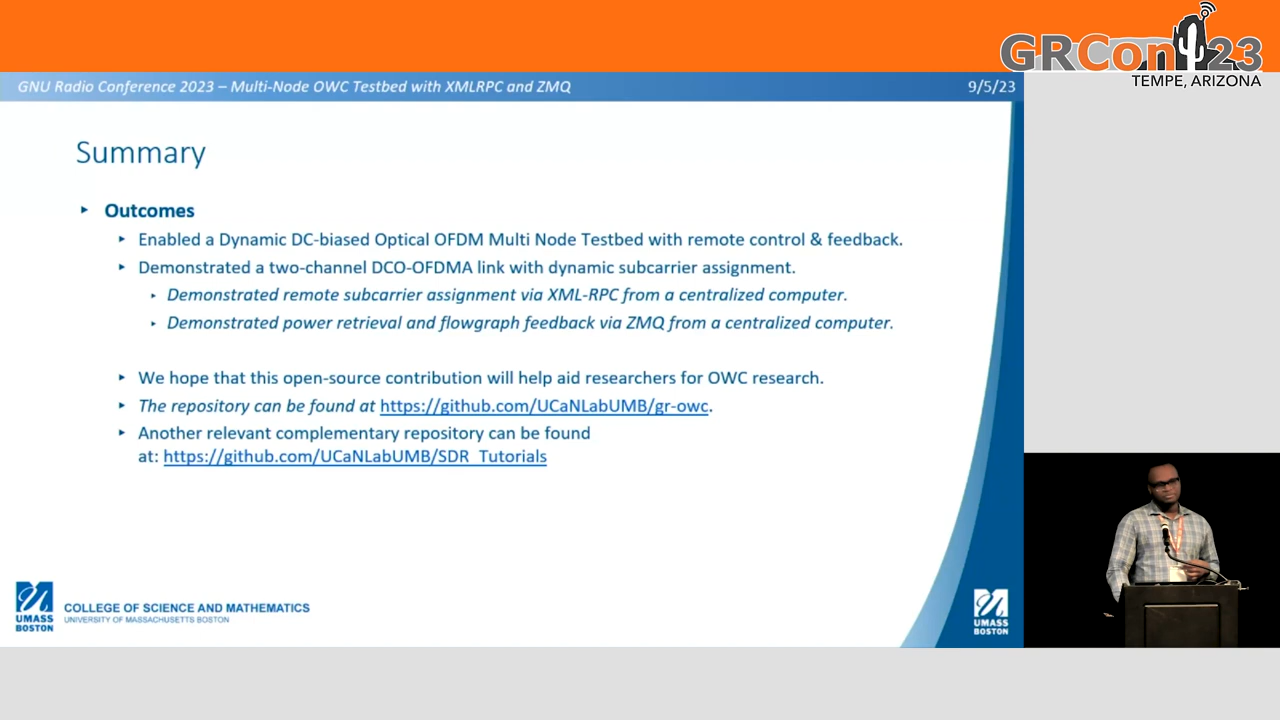 GRCon 23
TEMPE, ARIZONA
GNU Radio Conference 2023 – Multi-Node OWC Testbed with XMLRPC and ZMQ
9/5/23
Summary
Outcomes
Enabled a Dynamic DC-biased Optical OFDM Multi Node Testbed with remote control & feedback.
Demonstrated a two-channel DCO-OFDMA link with dynamic subcarrier assignment.
Demonstrated remote subcarrier assignment via XML-RPC from a centralized computer.
Demonstrated power retrieval and flowgraph feedback via ZMQ from a centralized computer.
We hope that this open-source contribution will help aid researchers for OWC research.
The repository can be found at https://github.com/UCaNLabUMB/gr-owc.
Another relevant complementary repository can be found
at: https://github.com/UCaNLabUMB/SDR_Tutorials
UMASS
BOSTON
COLLEGE OF SCIENCE AND MATHEMATICS
UNIVERSITY OF MASSACHUSETTS BOSTON
UMASS
BOSTON